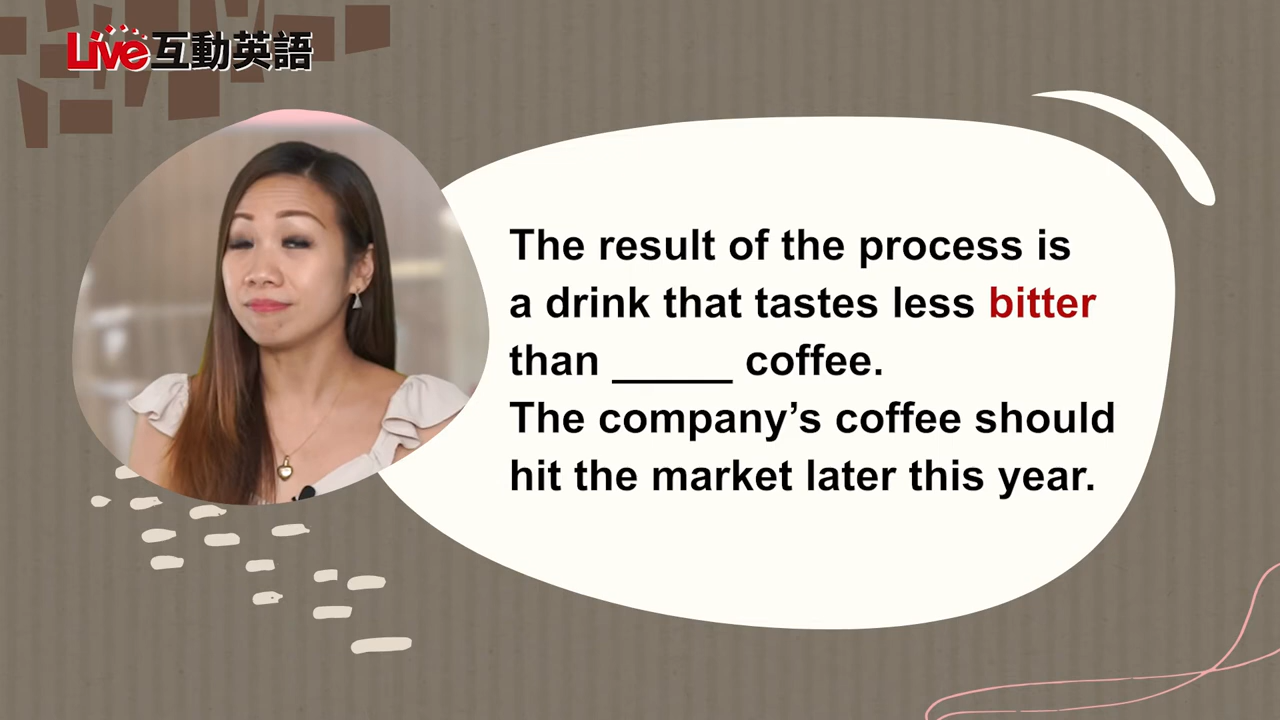 Live互動英語
The result of the process is
a drink that tastes less bitter
than _____ coffee.
The company’s coffee should
hit the market later this year.